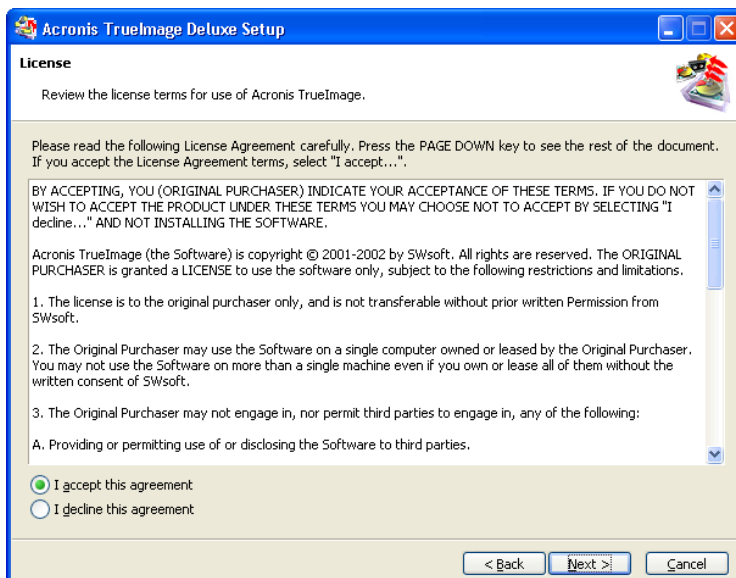 Acronis TrueImage Deluxe Setup
License
Review the license terms for use of Acronis TrueImage.
Please read the following License Agreement carefully. Press the PAGE DOWN key to see the rest of the document.
If you accept the License Agreement terms, select "I accept...".
BY ACCEPTING, YOU (ORIGINAL PURCHASER) INDICATE YOUR ACCEPTANCE OF THESE TERMS. IF YOU DO NOT
WISH TO ACCEPT THE PRODUCT UNDER THESE TERMS YOU MAY CHOOSE NOT TO ACCEPT BY SELECTING "I
decline..." AND NOT INSTALLING THE SOFTWARE.
Acronis TrueImage (the Software) is copyright © 2001-2002 by SWsoft. All rights are reserved. The ORIGINAL
PURCHASER is granted a LICENSE to use the software only, subject to the following restrictions and limitations.
1. The license is to the original purchaser only, and is not transferable without prior written Permission from
SWsoft.
2. The Original Purchaser may use the Software on a single computer owned or leased by the Original Purchaser.
You may not use the Software on more than a single machine even if you own or lease all of them without the
written consent of SWsoft.
3. The Original Purchaser may not engage in, nor permit third parties to engage in, any of the following:
A. Providing or permitting use of or disclosing the Software to third parties.
I accept this agreement
I decline this agreement
< Back
Next >
Cancel